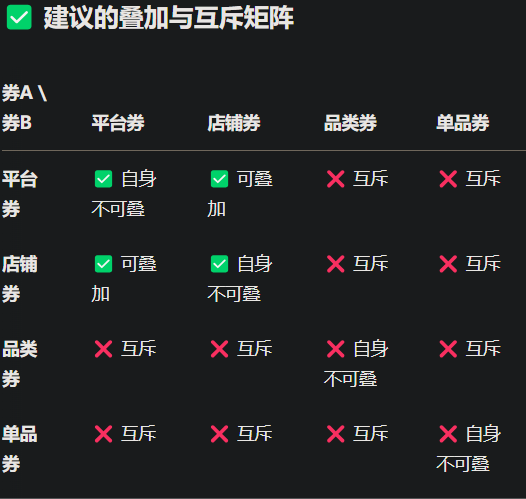 ✅ 建议的叠加与互斥矩阵
券A \
券B 平台券 店铺券 品类券 单品券
平台 ✅ 自身 ✅ 可叠 ❌ 互斥 ❌ 互斥
券 不可叠 加
店铺 ✅ 可叠 ✅ 自身 ❌ 互斥 ❌ 互斥
券 加 不可叠
品类 ❌ 互斥 ❌ 互斥 ❌ 自身 ❌ 互斥
券 不可叠
单品 ❌ 互斥 ❌ 互斥 ❌ 互斥 ❌ 自身
券 不可叠